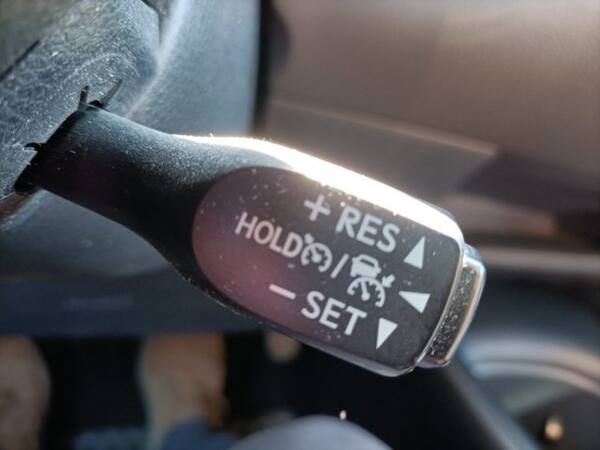 + RES
HOLD /
− SET